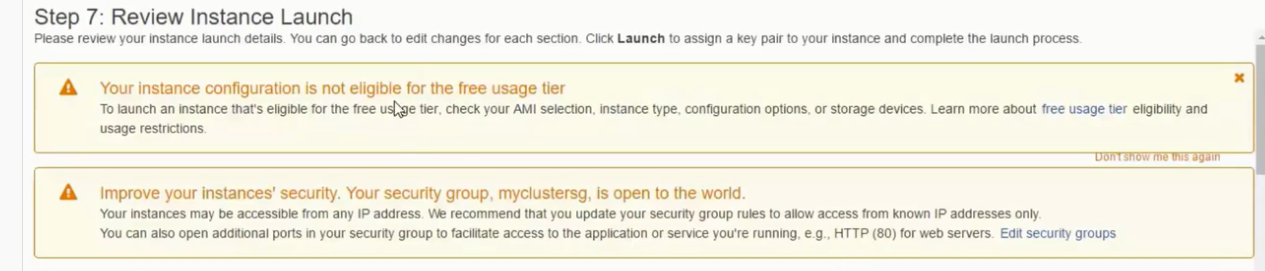 Step 7: Review Instance Launch
Please review your instance launch details. You can go back to edit changes for each section. Click Launch to assign a key pair to your instance and complete the launch process.
Your instance configuration is not eligible for the free usage tier
To launch an instance that's eligible for the free usage tier, check your AMI selection, instance type, configuration options, or storage devices. Learn more about free usage tier eligibility and
usage restrictions.
Don't show me this again
Improve your instances' security. Your security group, myclustersg, is open to the world.
Your instances may be accessible from any IP address. We recommend that you update your security group rules to allow access from known IP addresses only.
You can also open additional ports in your security group to facilitate access to the application or service you're running, e.g., HTTP (80) for web servers. Edit security groups